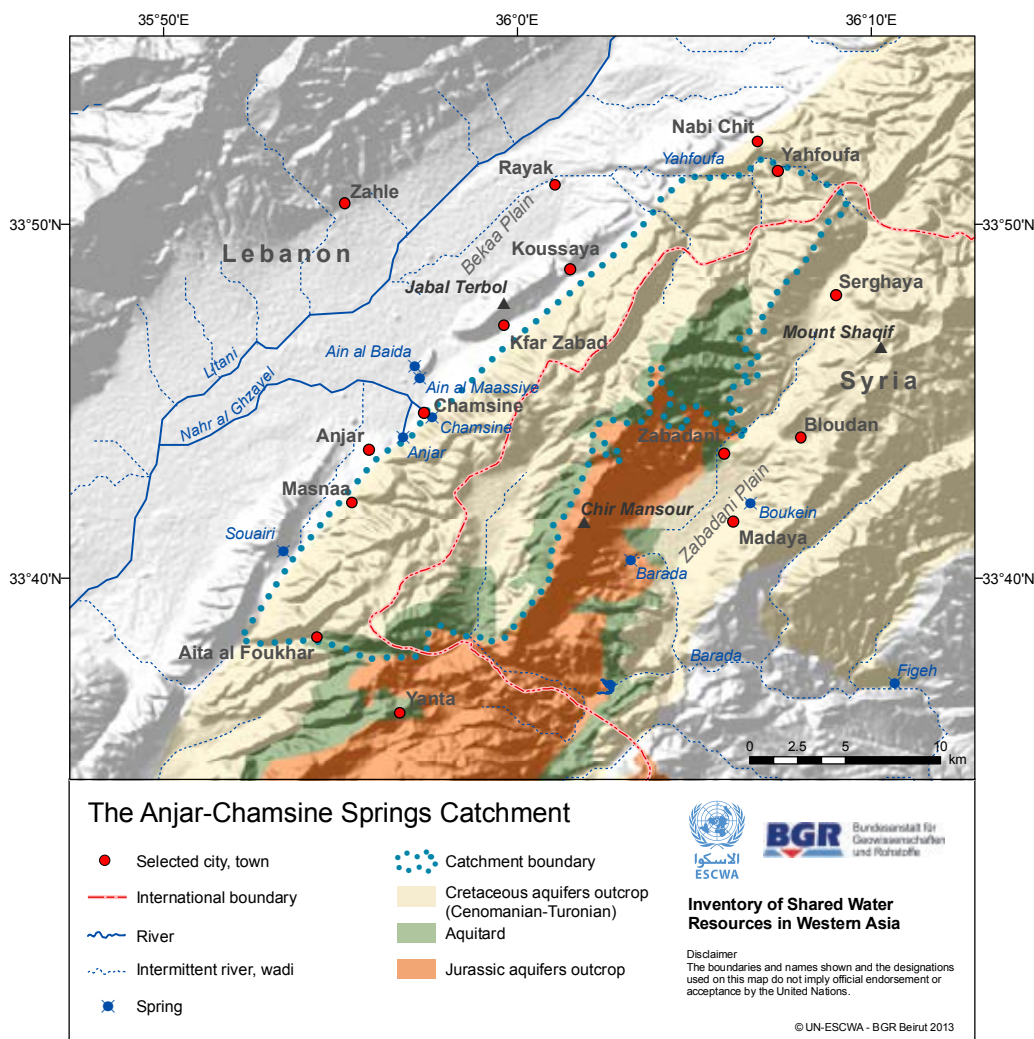 35°50'E
36°0'E
36°10'E
Nabi Chit
Yahfoufa
Yahfoufa
Rayak
Zahle
33°50'N
33°50'N
Bekaa Plain
Lebanon
Koussaya
Jabal Terbol
Serghaya
Kfar Zabad
Mount Shaqif
Ain al Baida
Litani
Syria
Ain al Maassive
Nahr al Ghzayel
Chamsine
Chamsine
Bloudan
Anjar
Anjar
Zabadani
Masnaa
Chir Mansour
Zabadani Plain
Boukein
Souairi
Madaya
33°40'N
33°40'N
Barada
Aita al Foukhar
Barada
Figeh
Yanta
0 2.5 5 10
km
The Anjar-Chamsine Springs Catchment
Selected city, town
International boundary
River
Intermittent river, wadi
Spring
Catchment boundary
Cretaceous aquifers outcrop
(Cenomanian-Turonian)
Aquitard
Jurassic aquifers outcrop
الاسكوا
ESCWA
BGR
Bundesanstalt für
Geowissenschaften
und Rohstoffe
Inventory of Shared Water
Resources in Western Asia
Disclaimer
The boundaries and names shown and the designations
used on this map do not imply official endorsement or
acceptance by the United Nations.
© UN-ESCWA - BGR Beirut 2013